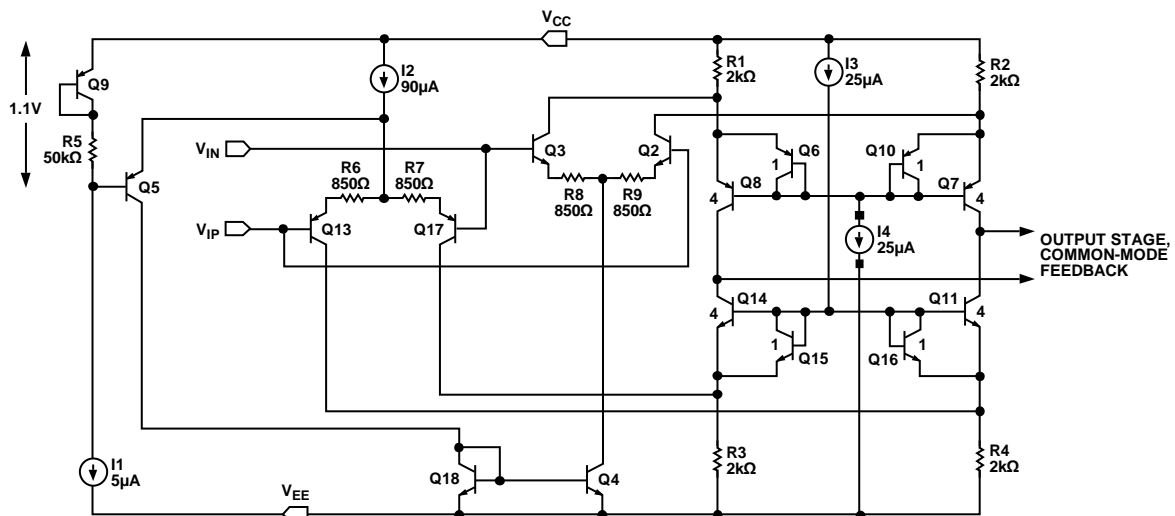 VCC
1.1V
Q9
R5
50kΩ
Q5
I2
90µA
VIN
VIP
R6
850Ω
R7
850Ω
Q13
Q17
Q3
Q2
R8
850Ω
R9
850Ω
R1
2kΩ
I3
25µA
R2
2kΩ
Q6
1
Q10
1
Q8
4
Q7
4
I4
25µA
OUTPUT STAGE,
COMMON-MODE
FEEDBACK
Q14
4
Q11
4
1
Q15
1
Q16
R3
2kΩ
R4
2kΩ
I1
5µA
Q18
Q4
VEE